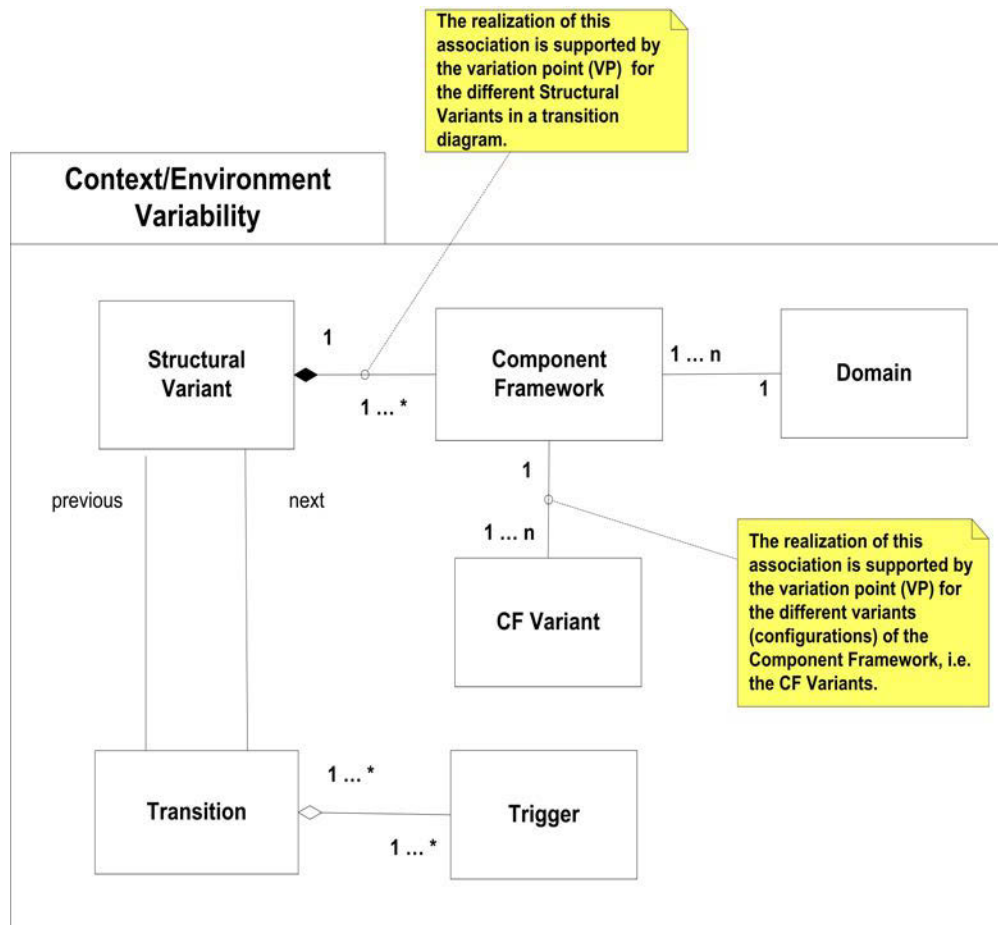 The realization of this
association is supported by
the variation point (VP) for
the different Structural
Variants in a transition
diagram.
Context/Environment
Variability
Structural
Variant
1
1 ... *
Component
Framework
1 ... n
1
Domain
previous
next
1
1 ... n
CF Variant
The realization of this
association is supported by
the variation point (VP) for
the different variants
(configurations) of the
Component Framework, i.e.
the CF Variants.
Transition
1 ... *
1 ... *
Trigger